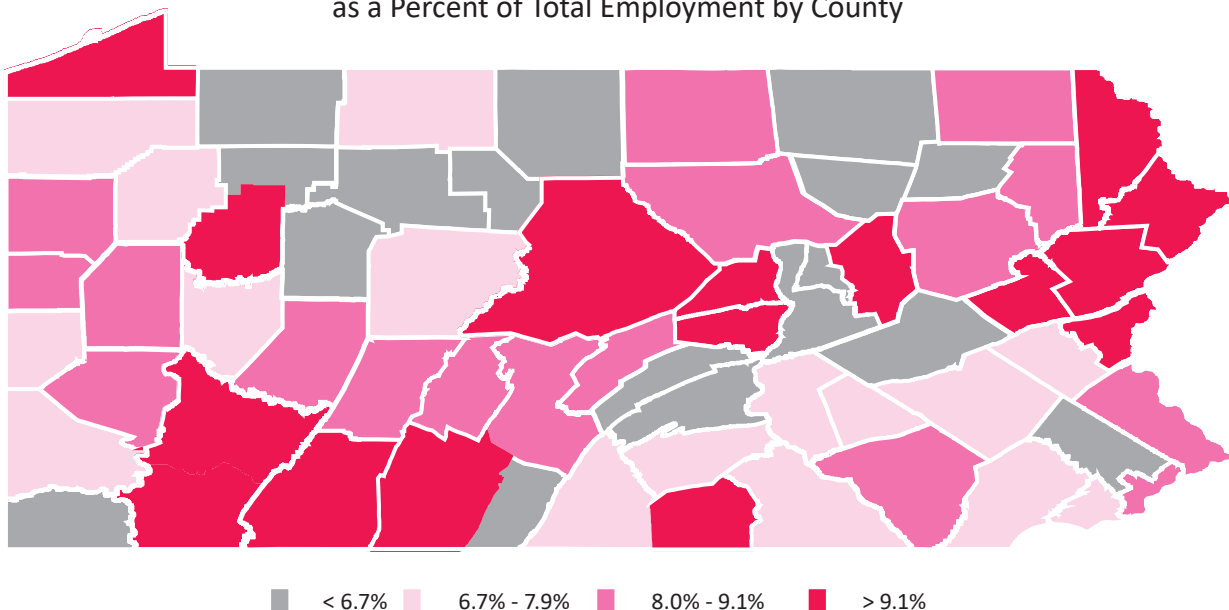 as a Percent of Total Employment by County
< 6.7% 6.7% - 7.9% 8.0% - 9.1% > 9.1%